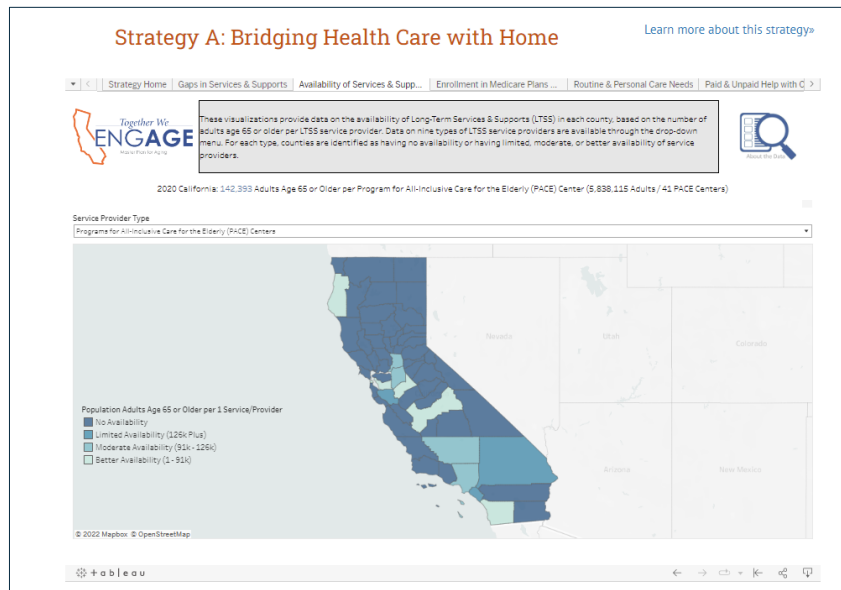 Strategy A: Bridging Health Care with Home
Learn more about this strategy»
Strategy Home
Gaps in Services & Supports
Availability of Services & Supp...
Enrollment in Medicare Plans ...
Routine & Personal Care Needs
Paid & Unpaid Help with C
Together We
ENGAGE
Master Plan for Aging
These visualizations provide data on the availability of Long-Term Services & Supports (LTSS) in each county, based on the number of
adults age 65 or older per LTSS service provider. Data on nine types of LTSS service providers are available through the drop-down
menu. For each type, counties are identified as having no availability or having limited, moderate, or better availability of service
providers.
About the Data
2020 California: 142,393 Adults Age 65 or Older per Program for All-Inclusive Care for the Elderly (PACE) Center (5,838,115 Adults / 41 PACE Centers)
Service Provider Type
Programs for All-Inclusive Care for the Elderly (PACE) Centers
Nevada
Utah
Colorado
Arizona
New Mexico
Population Adults Age 65 or Older per 1 Service/Provider
No Availability
Limited Availability (126k Plus)
Moderate Availability (91k - 126k)
Better Availability (1 - 91k)
© 2022 Mapbox © OpenStreetMap
+ a b | e a u